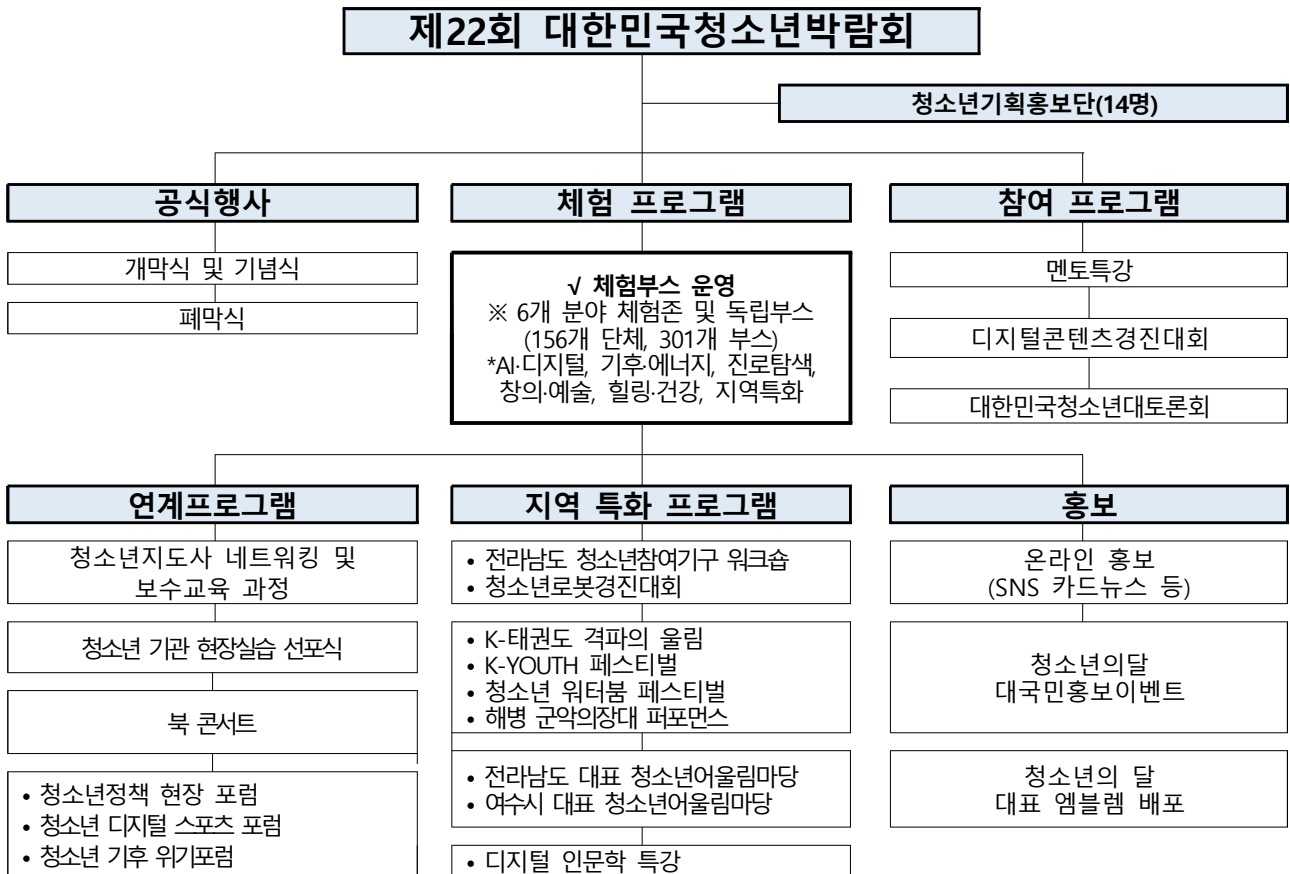 제22회 대한민국청소년박람회
청소년기획홍보단(14명)
공식행사
개막식 및 기념식
폐막식
체험 프로그램
√ 체험부스 운영
※ 6개 분야 체험존 및 독립부스
(156개 단체, 301개 부스)
*AI·디지털, 기후·에너지, 진로탐색,
창의·예술, 힐링·건강, 지역특화
참여 프로그램
멘토특강
디지털콘텐츠경진대회
대한민국청소년대토론회
연계프로그램
청소년지도사 네트워킹 및
보수교육 과정
청소년 기관 현장실습 선포식
북 콘서트
• 청소년정책 현장 포럼
• 청소년 디지털 스포츠 포럼
• 청소년 기후 위기포럼
지역 특화 프로그램
• 전라남도 청소년참여기구 워크숍
• 청소년로봇경진대회
• K-태권도 격파의 울림
• K-YOUTH 페스티벌
• 청소년 워터붐 페스티벌
• 해병 군악의장대 퍼포먼스
• 전라남도 대표 청소년어울림마당
• 여수시 대표 청소년어울림마당
• 디지털 인문학 특강
홍보
온라인 홍보
(SNS 카드뉴스 등)
청소년의달
대국민홍보이벤트
청소년의 달
대표 엠블렘 배포